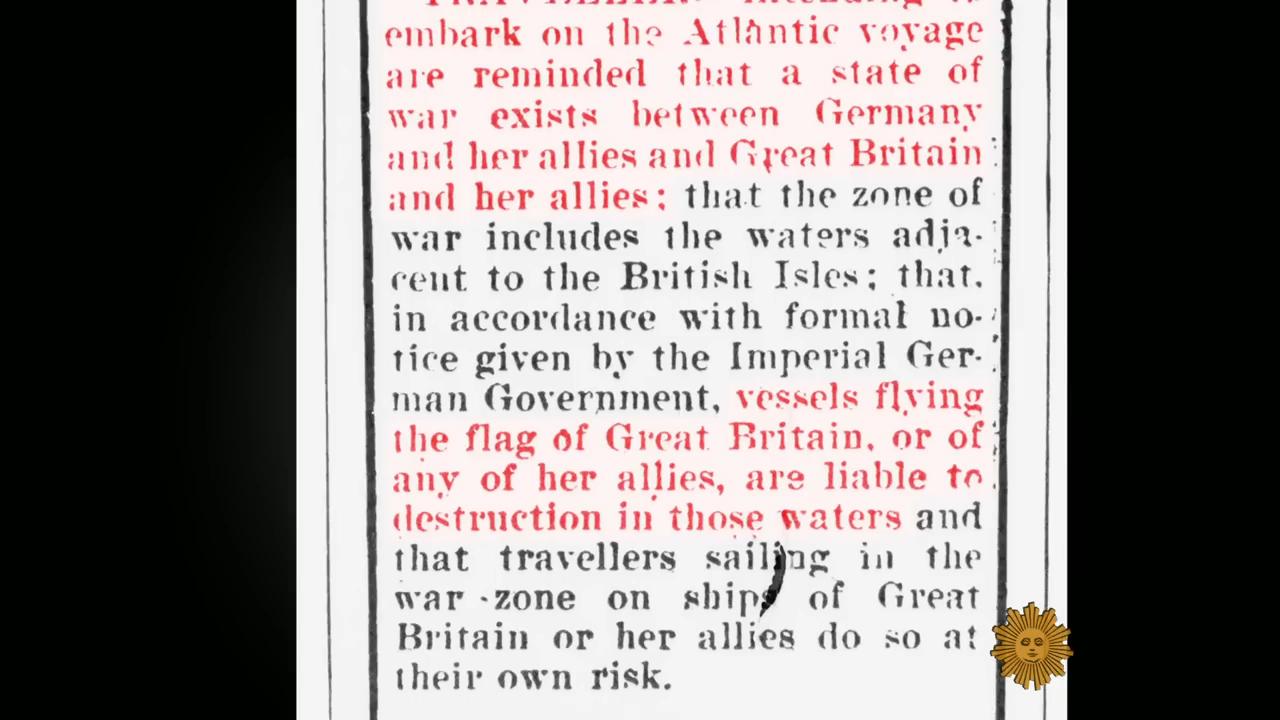 TRAVELLERS intending to
embark on the Atlantic voyage
are reminded that a state of
war exists between Germany
and her allies and Great Britain
and her allies; that the zone of
war includes the waters adja-
cent to the British Isles; that,
in accordance with formal no-
tice given by the Imperial Ger-
man Government, vessels flying
the flag of Great Britain, or of
any of her allies, are liable to
destruction in those waters and
that travellers sailing in the
war zone on ships of Great
Britain or her allies do so at
their own risk.